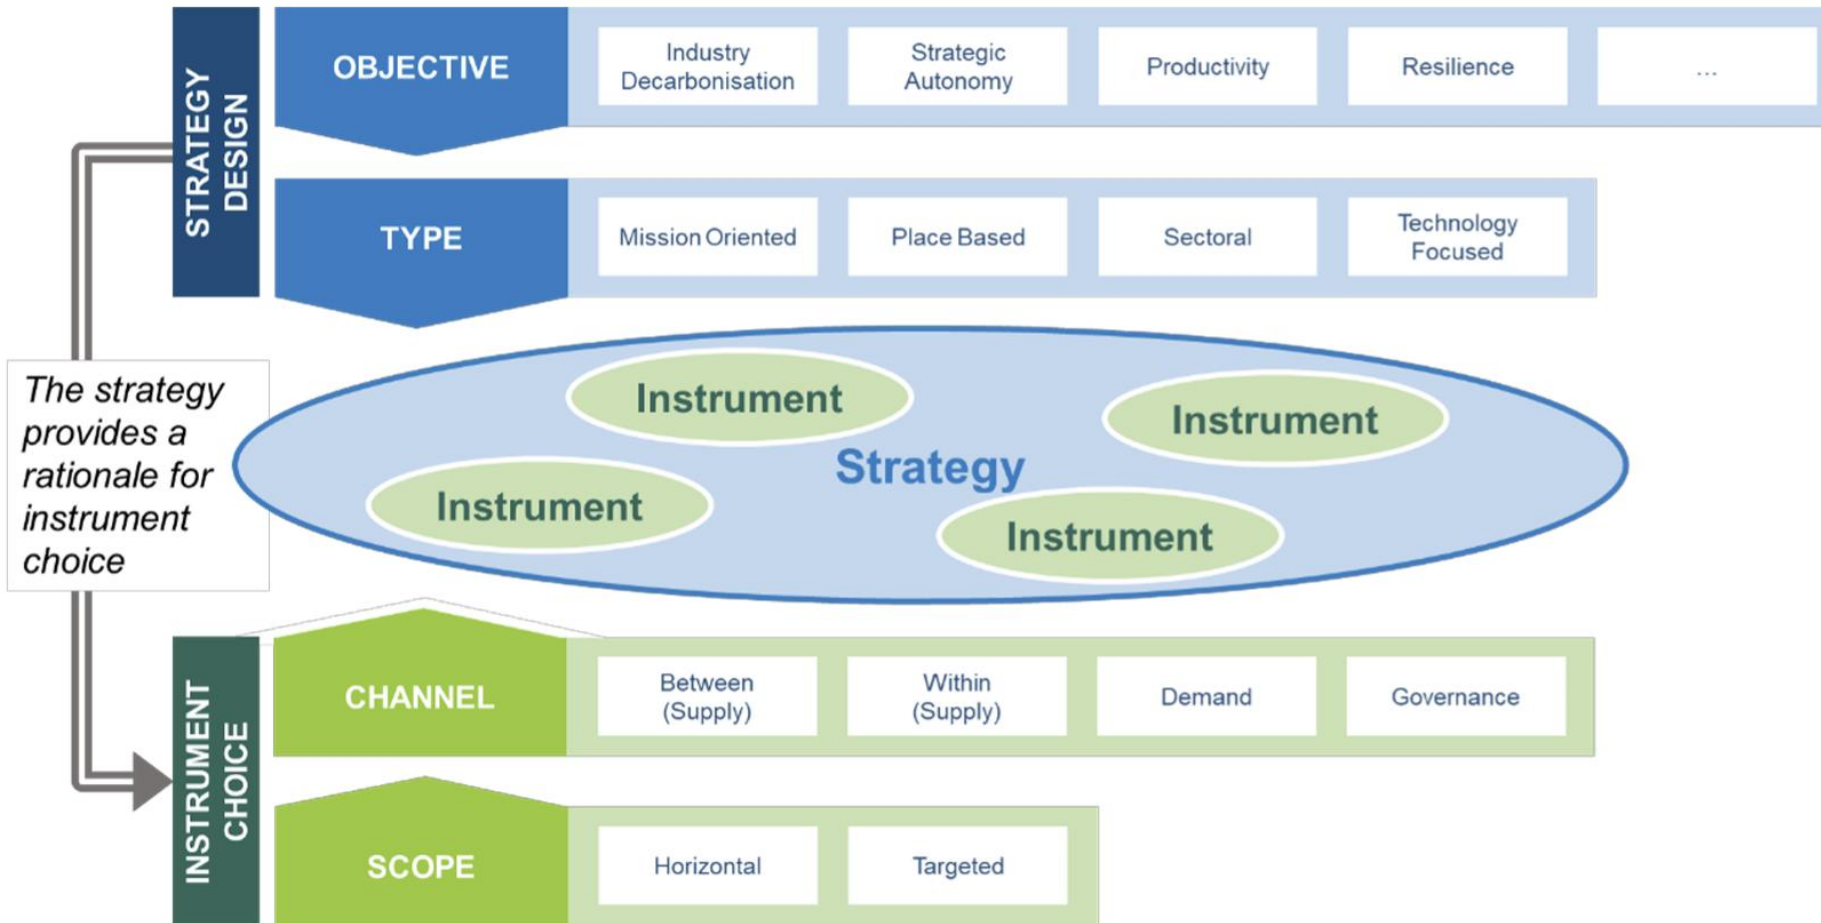 STRATEGY
DESIGN
OBJECTIVE
Industry
Decarbonisation
Strategic
Autonomy
Productivity
Resilience
...
TYPE
Mission Oriented
Place Based
Sectoral
Technology
Focused
The strategy
provides a
rationale for
instrument
choice
Instrument
Instrument
Strategy
Instrument
Instrument
INSTRUMENT
CHOICE
CHANNEL
Between
(Supply)
Within
(Supply)
Demand
Governance
SCOPE
Horizontal
Targeted